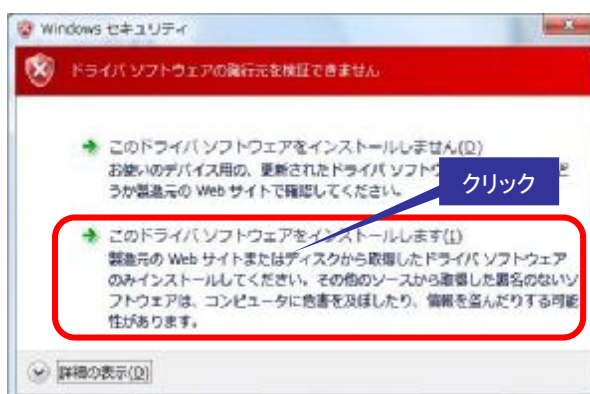 Windows セキュリティ
ドライバ ソフトウェアの発行元を検証できません
このドライバ ソフトウェアをインストールしません(D)
お使いのデバイス用の、更新されたドライバ ソフトウ ど
うか製造元の Web サイトで確認してください。
クリック
このドライバ ソフトウェアをインストールします(I)
製造元の Web サイトまたはディスクから取得したドライバ ソフトウェア
のみインストールしてください。その他のソースから取得した署名のないソ
フトウェアは、コンピュータに危害を及ぼしたり、情報を盗んだりする可能
性があります。
詳細の表示(D)